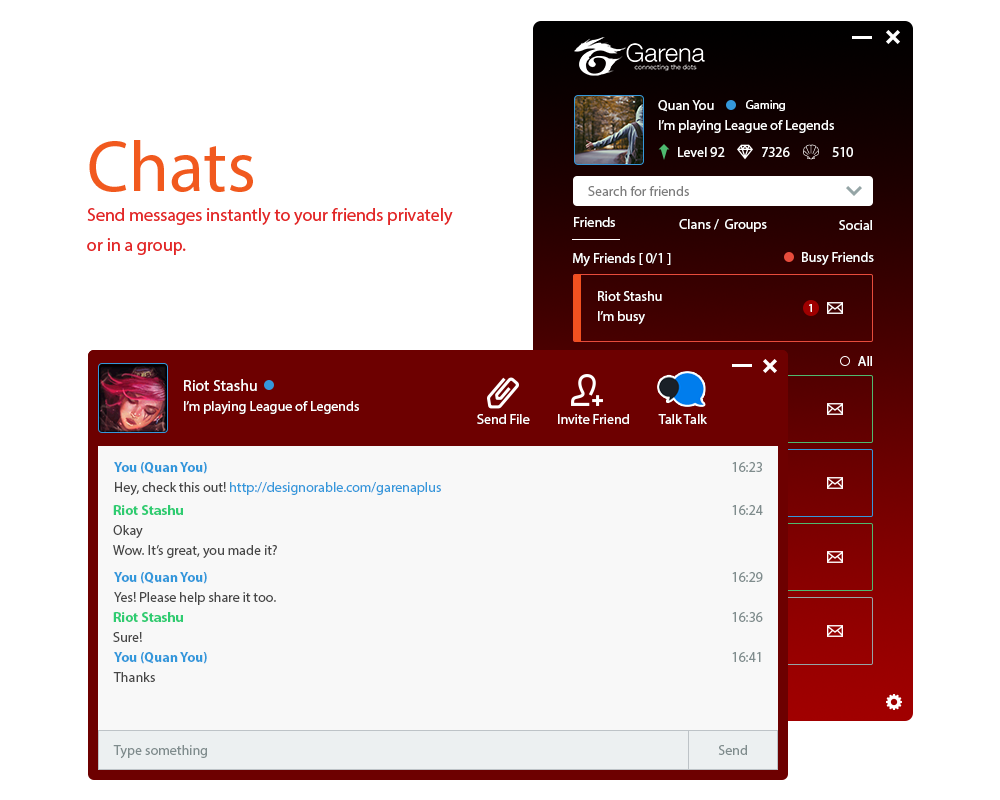 Chats
Send messages instantly to your friends privately
or in a group.
Garena
connecting the dots
Quan You Gaming
I'm playing League of Legends
Level 92 7326 510
Search for friends
Friends Clans / Groups Social
My Friends [ 0/1 ] Busy Friends
Riot Stashu
I'm busy
1
All
Riot Stashu
I'm playing League of Legends
Send File Invite Friend Talk Talk
You (Quan You) 16:23
Hey, check this out! http://designorable.com/garenaplus
Riot Stashu 16:24
Okay
Wow. It's great, you made it?
You (Quan You) 16:29
Yes! Please help share it too.
Riot Stashu 16:36
Sure!
You (Quan You) 16:41
Thanks
Type something Send